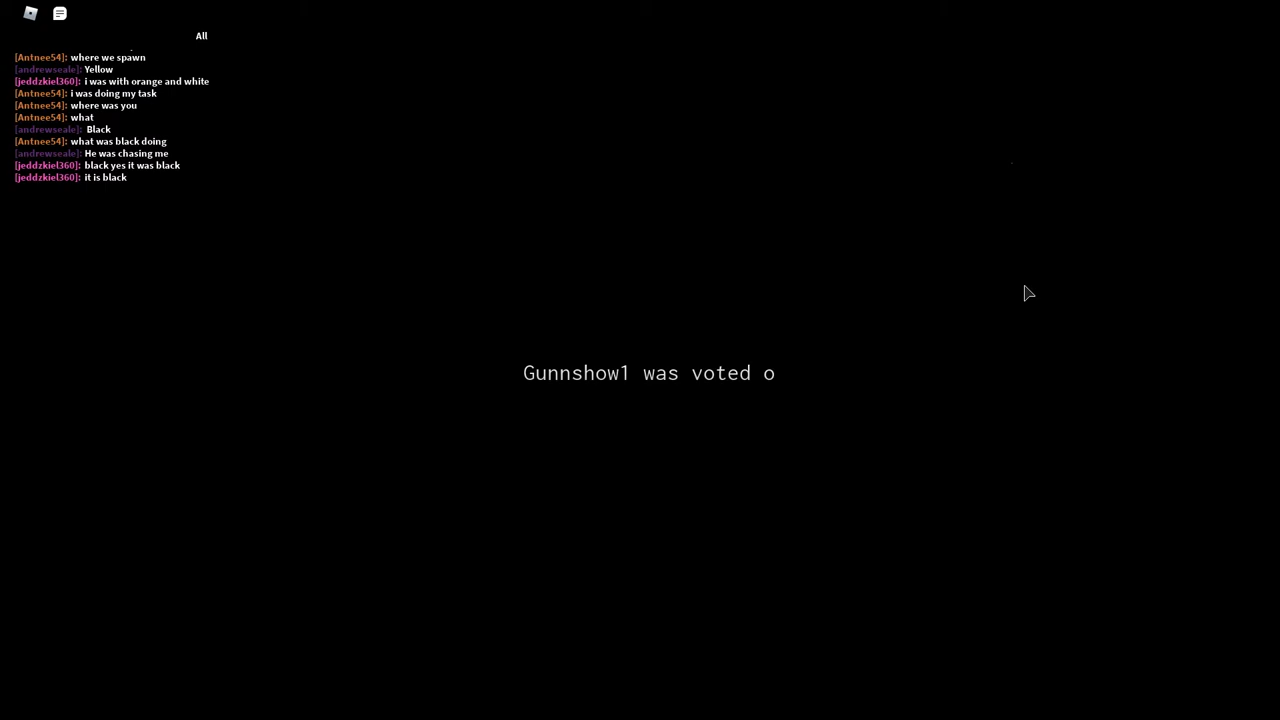 All
[Antnee54]: where we spawn
[andrewseale]: Yellow
[jeddzkiel360]: i was with orange and white
[Antnee54]: i was doing my task
[Antnee54]: where was you
[Antnee54]: what
[andrewseale]: Black
[Antnee54]: what was black doing
[andrewseale]: He was chasing me
[jeddzkiel360]: black yes it was black
[jeddzkiel360]: it is black
Gunnshow1 was voted o